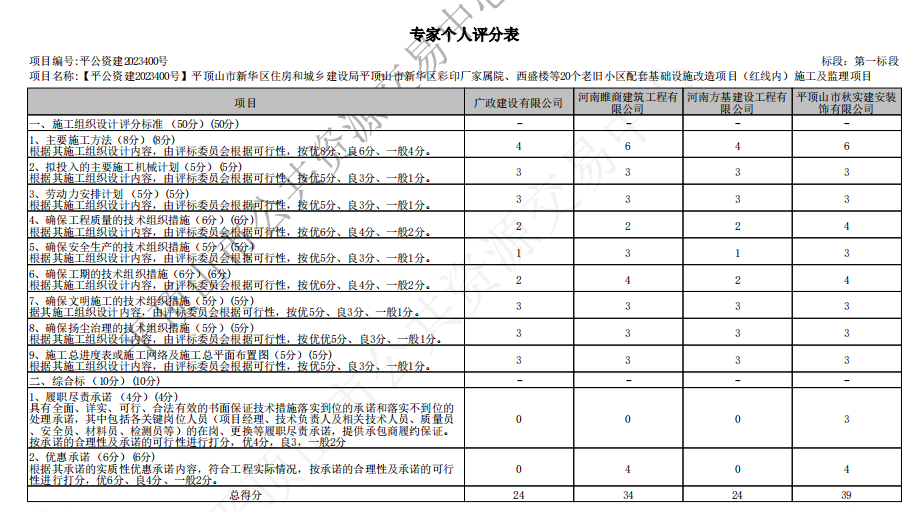 专家个人评分表
项目编号:平公资建2023400号
标段: 第一标段
项目名称:【平公资建2023400号】平顶山市新华区住房和城乡建设局平顶山市新华区彩印厂家属院、西盛楼等20个老旧小区配套基础设施改造项目（红线内）施工及监理项目
项目 广政建设有限公司 河南雎商建筑工程有限公司 河南方基建设工程有限公司 平顶山市秋实建安装饰有限公司
一、施工组织设计评分标准（50分）(50分) - - - -
1、主要施工方法（8分）(8分)
根据其施工组织设计内容，由评标委员会根据可行性，按优8分、良6分、一般4分。 4 6 4 6
2、拟投入的主要施工机械计划（5分）(5分)
根据其施工组织设计内容，由评标委员会根据可行性，按优5分、良3分、一般1分。 3 3 3 3
3、劳动力安排计划 （5分）(5分)
根据其施工组织设计内容，由评标委员会根据可行性，按优5分、良3分、一般1分。 3 3 3 3
4、确保工程质量的技术组织措施（6分）(6分)
根据其施工组织设计内容，由评标委员会根据可行性，按优6分、良4分、一般2分。 2 2 2 4
5、确保安全生产的技术组织措施（5分）(5分)
根据其施工组织设计内容，由评标委员会根据可行性，按优5分、良3分、一般1分。 1 3 1 3
6、确保工期的技术组织措施（6分）(6分)
根据其施工组织设计内容，由评标委员会根据可行性，按优6分、良4分、一般2分。 2 4 2 4
7、确保文明施工的技术组织措施（5分）(5分)
据其施工组织设计内容，由评标委员会根据可行性，按优5分、良3分、一般1分。 3 3 3 3
8、确保扬尘治理的技术组织措施（5分）(5分)
根据其施工组织设计内容，由评标委员会根据可行性，按优优5分、良3分、一般1分。 3 3 3 3
9、施工总进度表或施工网络及施工总平面布置图（5分）(5分)
根据其施工组织设计内容，由评标委员会根据可行性，按优5分、良3分、一般1分。 3 3 3 3
二、综合标（10分）(10分) - - - -
1、履职尽责承诺（4分）(4分)
具有全面、详实、可行、合法有效的书面保证技术措施落实到位的承诺和落实不到位的
处理承诺，其中包括各关键岗位人员（项目经理、技术负责人及相关技术人员、质量员
、安全员、材料员、检测员等）的在岗、更换等履职尽责承诺，提供承包商履约保证。
按承诺的合理性及承诺的可行性进行打分，优4分，良3，一般2分 0 0 0 3
2、优惠承诺（6分）(6分)
根据其承诺的实质性优惠承诺内容，符合工程实际情况，按承诺的合理性及承诺的可行
性进行打分，优6分、良4分、一般2分。 0 4 0 4
总得分 24 34 24 39
平顶山市公共资源交易中心
平顶山市公共资源交易中